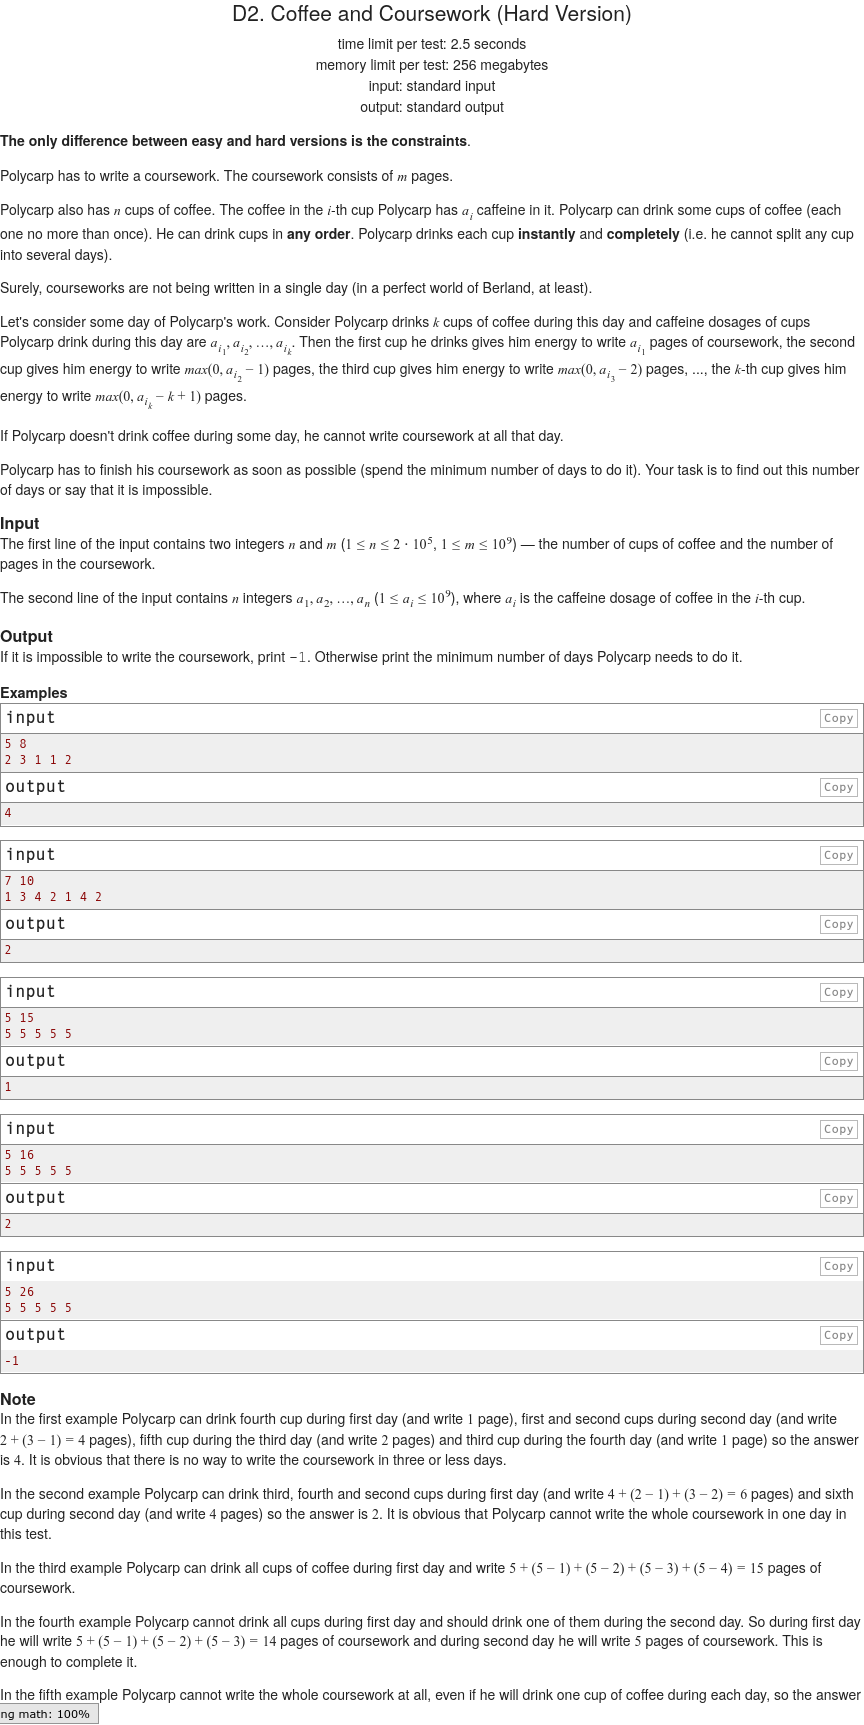 D2. Coffee and Coursework (Hard Version)
time limit per test: 2.5 seconds
memory limit per test: 256 megabytes
input: standard input
output: standard output
The only difference between easy and hard versions is the constraints.
Polycarp has to write a coursework. The coursework consists of m pages.
Polycarp also has n cups of coffee. The coffee in the i-th cup Polycarp has a_i caffeine in it. Polycarp can drink some cups of coffee (each
one no more than once). He can drink cups in any order. Polycarp drinks each cup instantly and completely (i.e. he cannot split any cup
into several days).
Surely, courseworks are not being written in a single day (in a perfect world of Berland, at least).
Let's consider some day of Polycarp's work. Consider Polycarp drinks k cups of coffee during this day and caffeine dosages of cups
Polycarp drink during this day are a_{i_1}, a_{i_2}, …, a_{i_k}. Then the first cup he drinks gives him energy to write a_{i_1} pages of coursework, the second
cup gives him energy to write max(0, a_{i_2} − 1) pages, the third cup gives him energy to write max(0, a_{i_3} − 2) pages, ..., the k-th cup gives him
energy to write max(0, a_{i_k} − k + 1) pages.
If Polycarp doesn't drink coffee during some day, he cannot write coursework at all that day.
Polycarp has to finish his coursework as soon as possible (spend the minimum number of days to do it). Your task is to find out this number
of days or say that it is impossible.
Input
The first line of the input contains two integers n and m (1 ≤ n ≤ 2 · 10^5, 1 ≤ m ≤ 10^9) — the number of cups of coffee and the number of
pages in the coursework.
The second line of the input contains n integers a_1, a_2, …, a_n (1 ≤ a_i ≤ 10^9), where a_i is the caffeine dosage of coffee in the i-th cup.
Output
If it is impossible to write the coursework, print -1. Otherwise print the minimum number of days Polycarp needs to do it.
Examples
input Copy
5 8
2 3 1 1 2
output Copy
4
input Copy
7 10
1 3 4 2 1 4 2
output Copy
2
input Copy
5 15
5 5 5 5 5
output Copy
1
input Copy
5 16
5 5 5 5 5
output Copy
2
input Copy
5 26
5 5 5 5 5
output Copy
-1
Note
In the first example Polycarp can drink fourth cup during first day (and write 1 page), first and second cups during second day (and write
2 + (3 − 1) = 4 pages), fifth cup during the third day (and write 2 pages) and third cup during the fourth day (and write 1 page) so the answer
is 4. It is obvious that there is no way to write the coursework in three or less days.
In the second example Polycarp can drink third, fourth and second cups during first day (and write 4 + (2 − 1) + (3 − 2) = 6 pages) and sixth
cup during second day (and write 4 pages) so the answer is 2. It is obvious that Polycarp cannot write the whole coursework in one day in
this test.
In the third example Polycarp can drink all cups of coffee during first day and write 5 + (5 − 1) + (5 − 2) + (5 − 3) + (5 − 4) = 15 pages of
coursework.
In the fourth example Polycarp cannot drink all cups during first day and should drink one of them during the second day. So during first day
he will write 5 + (5 − 1) + (5 − 2) + (5 − 3) = 14 pages of coursework and during second day he will write 5 pages of coursework. This is
enough to complete it.
In the fifth example Polycarp cannot write the whole coursework at all, even if he will drink one cup of coffee during each day, so the answer
ng math: 100%